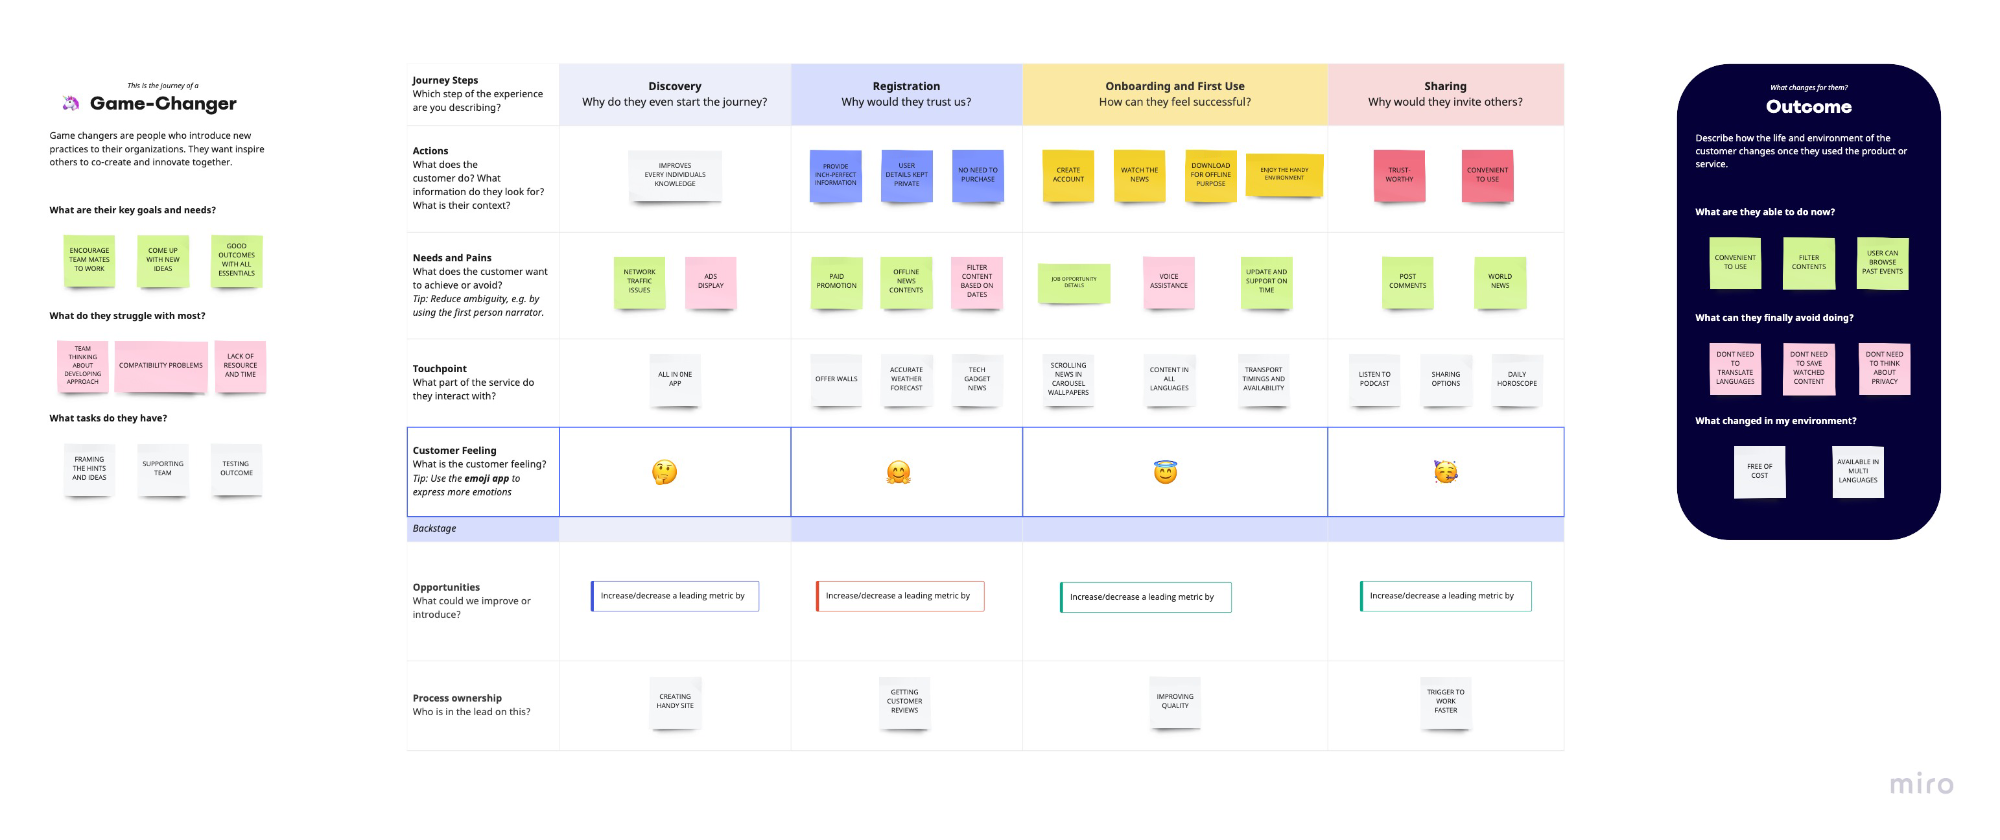 This is the journey of a
Game-Changer
Game changers are people who introduce new
practices to their organizations. They want inspire
others to co-create and innovate together.
What are their key goals and needs?
ENCOURAGE
TEAM MATES
TO WORK
COME UP
WITH NEW
IDEAS
GOOD
OUTCOMES
WITH ALL
ESSENTIALS
What do they struggle with most?
TEAM
THINKING
ABOUT
DEVELOPING
APPROACH
COMPATIBILITY PROBLEMS
LACK OF
RESOURCE
AND TIME
What tasks do they have?
FRAMING
THE HINTS
AND IDEAS
SUPPORTING
TEAM
TESTING
OUTCOME
Journey Steps
Which step of the experience
are you describing?
Discovery
Why do they even start the journey?
Registration
Why would they trust us?
Onboarding and First Use
How can they feel successful?
Sharing
Why would they invite others?
Actions
What does the
customer do? What
information do they look for?
What is their context?
IMPROVES
EVERY INDIVIDUALS
KNOWLEDGE
PROVIDE
INCH-PERFECT
INFORMATION
USER
DETAILS KEPT
PRIVATE
NO NEED TO
PURCHASE
CREATE
ACCOUNT
WATCH THE
NEWS
DOWNLOAD
FOR OFFLINE
PURPOSE
ENJOY THE HANDY
ENVIRONMENT
TRUST-
WORTHY
CONVENIENT
TO USE
Needs and Pains
What does the customer want
to achieve or avoid?
Tip: Reduce ambiguity, e.g. by
using the first person narrator.
NETWORK
TRAFFIC
ISSUES
ADS
DISPLAY
PAID
PROMOTION
OFFLINE
NEWS
CONTENTS
FILTER
CONTENT
BASED ON
DATES
JOB OPPORTUNITY
DETAILS
VOICE
ASSISTANCE
UPDATE AND
SUPPORT ON
TIME
POST
COMMENTS
WORLD
NEWS
Touchpoint
What part of the service do
they interact with?
ALL IN 0NE
APP
OFFER WALLS
ACCURATE
WEATHER
FORECAST
TECH
GADGET
NEWS
SCROLLING
NEWS IN
CAROUSEL
WALLPAPERS
CONTENT IN
ALL
LANGUAGES
TRANSPORT
TIMINGS AND
AVAILABILITY
LISTEN TO
PODCAST
SHARING
OPTIONS
DAILY
HOROSCOPE
Customer Feeling
What is the customer feeling?
Tip: Use the emoji app to
express more emotions
Backstage
Opportunities
What could we improve or
introduce?
Increase/decrease a leading metric by
Increase/decrease a leading metric by
Increase/decrease a leading metric by
Increase/decrease a leading metric by
Process ownership
Who is in the lead on this?
CREATING
HANDY SITE
GETTING
CUSTOMER
REVIEWS
IMPROVING
QUALITY
TRIGGER TO
WORK
FASTER
What changes for them?
Outcome
Describe how the life and environment of the
customer changes once they used the product or
service.
What are they able to do now?
CONVENIENT
TO USE
FILTER
CONTENTS
USER CAN
BROWSE
PAST EVENTS
What can they finally avoid doing?
DONT NEED
TO
TRANSLATE
LANGUAGES
DONT NEED
TO SAVE
WATCHED
CONTENT
DONT NEED
TO THINK
ABOUT
PRIVACY
What changed in my environment?
FREE OF
COST
AVAILABLE IN
MULTI
LANGUAGES
miro